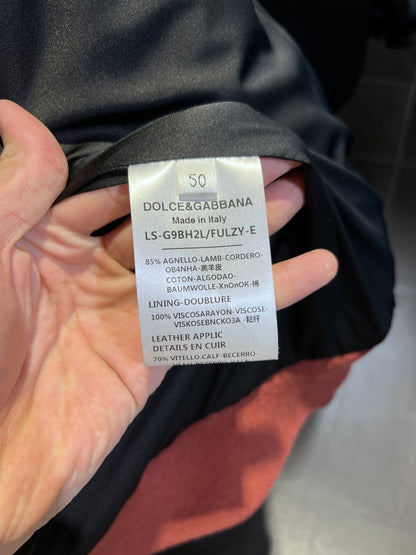 50
DOLCE&GABBANA
Made in Italy
LS-G9BH2L/FULZY-E
85% AGNELLO-LAMB-CORDERO-
OB4NHA-羔羊皮
COTON-ALGODAO-
BAUMWOLLE-XnOnOK-棉
LINING-DOUBLURE
100% VISCOSARAYON-VISCOSE-
VISKOSEBNCKO3A -粘纤
LEATHER APPLIC
DETAILS EN CUIR
70% VITELLO-CALF-BECERRO-